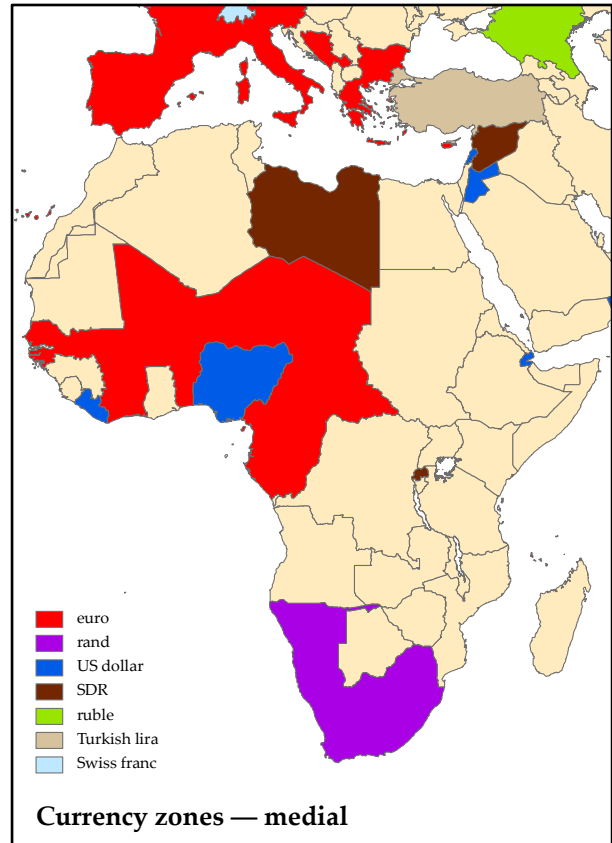 euro
rand
US dollar
SDR
ruble
Turkish lira
Swiss franc
Currency zones — medial